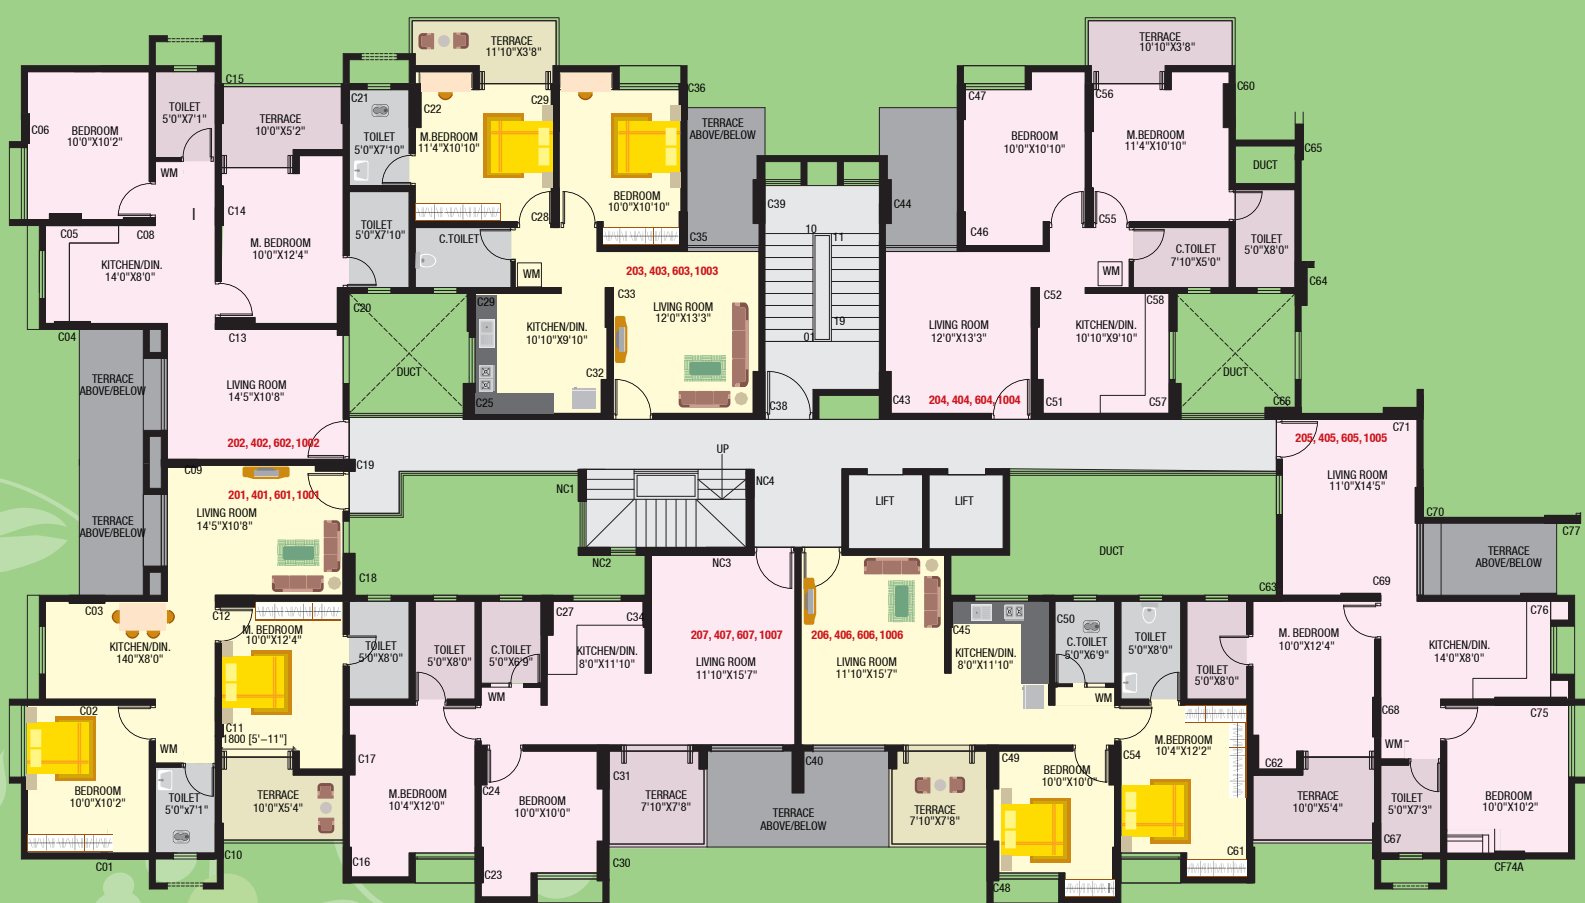 TERRACE
11'10"X3'8"
TERRACE
10'10"X3'8"
C15
C06
BEDROOM
10'0"X10'2"
TOILET
5'0"X7'1"
WM
TERRACE
10'0"X5'2"
C21
TOILET
5'0"X7'10"
C22
C29
M.BEDROOM
11'4"X10'10"
C36
BEDROOM
10'0"X10'10"
TERRACE
ABOVE/BELOW
C47
BEDROOM
10'0"X10'10"
C56
M.BEDROOM
11'4"X10'10"
C60
C65
DUCT
C05
C08
C14
I
M. BEDROOM
10'0"X12'4"
TOILET
5'0"X7'10"
C.TOILET
C28
C35
C39
C44
10
11
C46
C55
C.TOILET
7'10"X5'0"
TOILET
5'0"X8'0"
KITCHEN/DIN.
14'0"X8'0"
WM
203, 403, 603, 1003
WM
C64
C04
C13
C20
C29
C33
LIVING ROOM
12'0"X13'3"
KITCHEN/DIN.
10'10"X9'10"
19
01
C52
C58
LIVING ROOM
12'0"X13'3"
KITCHEN/DIN.
10'10"X9'10"
TERRACE
ABOVE/BELOW
LIVING ROOM
14'5"X10'8"
DUCT
C32
C25
C38
C43
204, 404, 604, 1004
C51
C57
DUCT
C66
202, 402, 602, 1002
C19
C09
201, 401, 601, 1001
LIVING ROOM
14'5"X10'8"
TERRACE
ABOVE/BELOW
UP
NC1
NC4
LIFT
LIFT
C71
205, 405, 605, 1005
LIVING ROOM
11'0"X14'5"
C70
C77
C18
NC2
NC3
DUCT
C63
C69
TERRACE
ABOVE/BELOW
C03
C12
KITCHEN/DIN.
140"X8'0"
M. BEDROOM
10'0"X12'4"
TOILET
5'0"X8'0"
TOILET
5'0"X8'0"
C.TOILET
5'0"X6'9"
WM
C27
C34
KITCHEN/DIN.
8'0"X11'10"
207, 407, 607, 1007
LIVING ROOM
11'10"X15'7"
206, 406, 606, 1006
LIVING ROOM
11'10"X15'7"
C45
KITCHEN/DIN.
8'0"X11'10"
C50
C.TOILET
5'0"X6'9"
WM
TOILET
5'0"X8'0"
TOILET
5'0"X8'0"
M. BEDROOM
10'0"X12'4"
C76
KITCHEN/DIN.
14'0"X8'0"
C02
C11
1800 [5'–11"]
WM
C17
C24
C31
C40
C49
C54
M.BEDROOM
10'4"X12'2"
C62
C68
WM
C75
BEDROOM
10'0"X10'2"
TOILET
5'0"x7'1"
TERRACE
10'0"X5'4"
M.BEDROOM
10'4"X12'0"
BEDROOM
10'0"X10'0"
TERRACE
7'10"X7'8"
TERRACE
ABOVE/BELOW
TERRACE
7'10"X7'8"
BEDROOM
10'0"X10'0"
TERRACE
10'0"X5'4"
TOILET
5'0"X7'3"
BEDROOM
10'0"X10'2"
C01
C10
C16
C23
C30
C48
C61
C67
CF74A